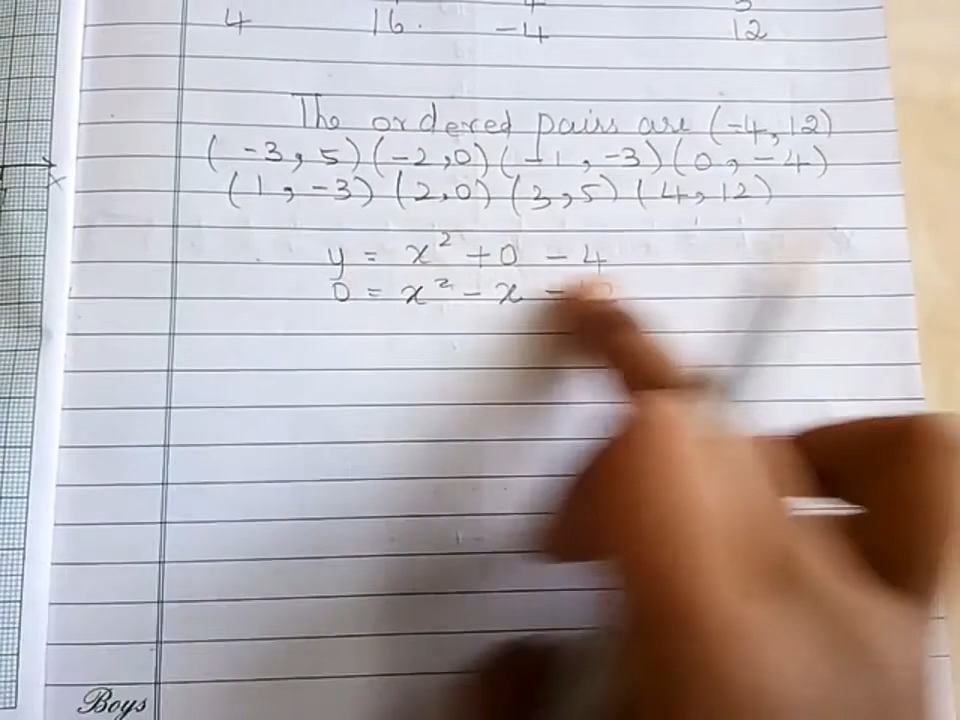 4 16. -4 12
The ordered pairs are (-4, 12)
(-3, 5) (-2, 0) (-1, -3) (0, -4)
(1, -3) (2, 0) (3, 5) (4, 12)
y = x² + 0 - 4
0 = x² - x -
x
Boys